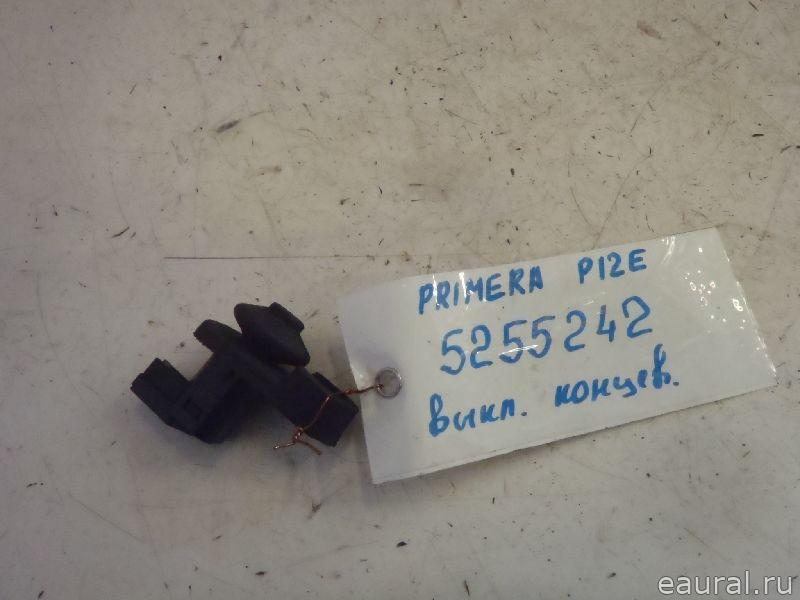 PRIMERA P12E
5255242
выкл. концев.
eaural.ru